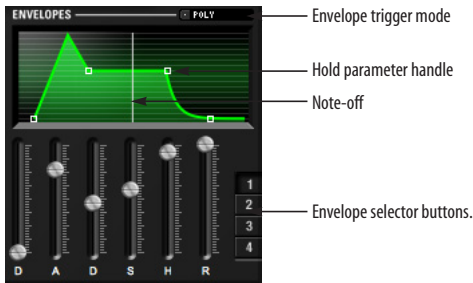 ENVELOPES
POLY
Envelope trigger mode
Hold parameter handle
Note-off
1
2
3
4
Envelope selector buttons.
D A D S H R